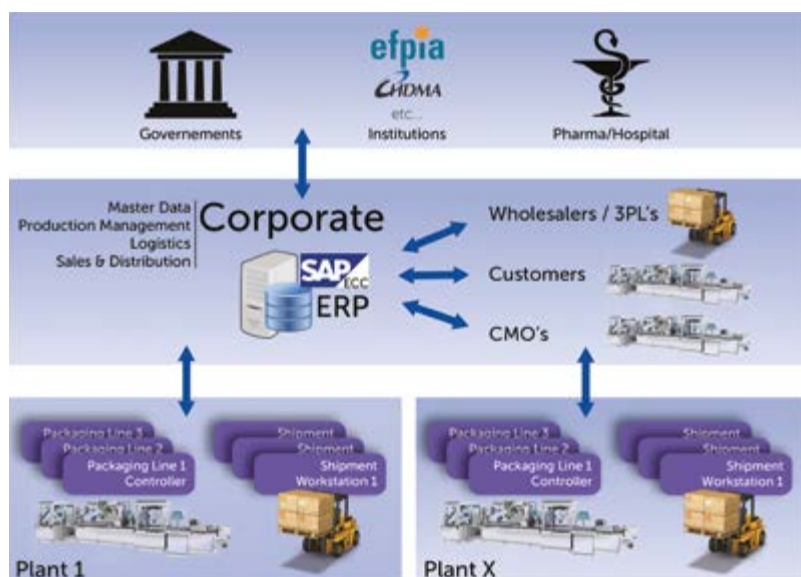 efpia
HDMA
etc...
Governements
Institutions
Pharma/Hospital
Master Data
Production Management
Logistics
Sales & Distribution
Corporate
SAP
ECC
ERP
Wholesalers / 3PL's
Customers
CMO's
Packaging Line 3
Packaging Line 2
Packaging Line 1
Controller
Shipment
Shipment
Shipment
Workstation 1
Plant 1
Packaging Line 3
Packaging Line 2
Packaging Line 1
Controller
Shipment
Shipment
Shipment
Workstation 1
Plant X